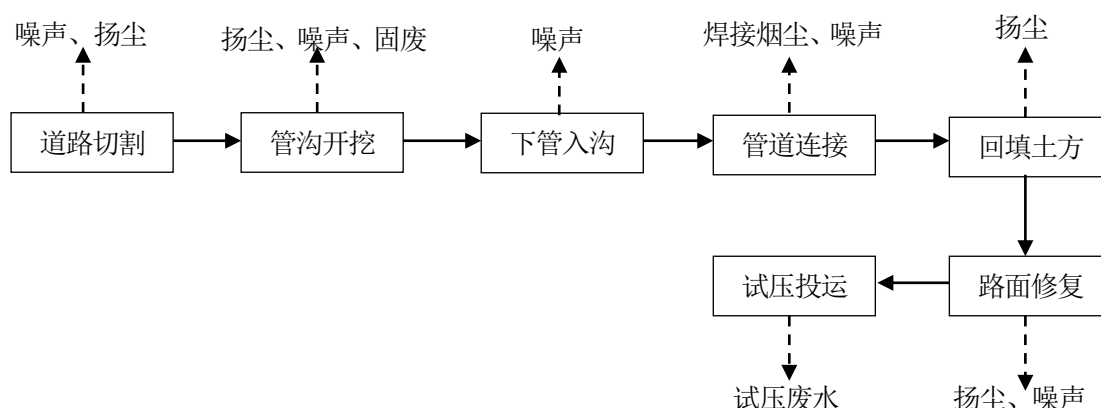 噪声、扬尘
扬尘、噪声、固废
噪声
焊接烟尘、噪声
扬尘
道路切割
管沟开挖
下管入沟
管道连接
回填土方
试压投运
路面修复
试压废水
扬尘、噪声